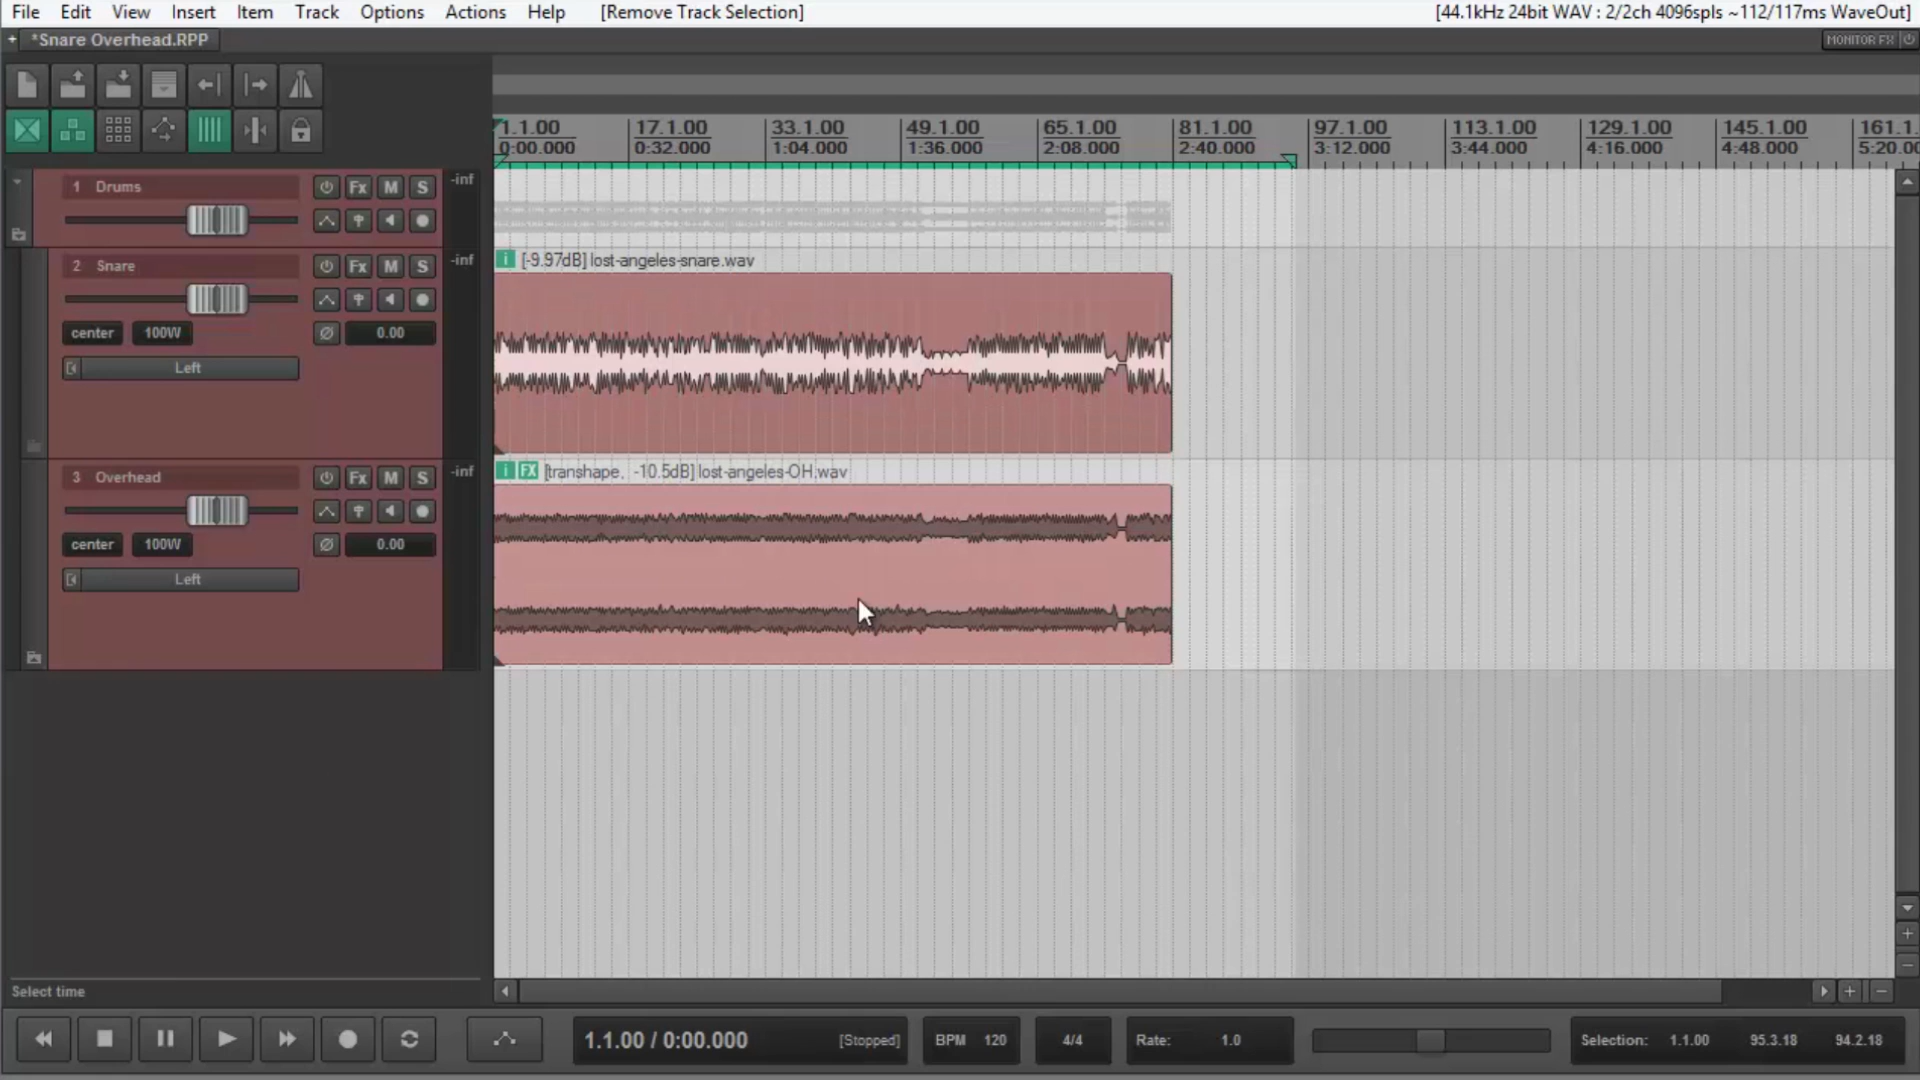 File Edit View Insert Item Track Options Actions Help [Remove Track Selection] [44.1kHz 24bit WAV : 2/2ch 4096spls ~112/117ms WaveOut]
+ *Snare Overhead.RPP MONITOR FX
1.1.00 17.1.00 33.1.00 49.1.00 65.1.00 81.1.00 97.1.00 113.1.00 129.1.00 145.1.00 161.1.
0:00.000 0:32.000 1:04.000 1:36.000 2:08.000 2:40.000 3:12.000 3:44.000 4:16.000 4:48.000 5:20.00
1 Drums Fx M S -inf
2 Snare Fx M S -inf
i [-9.97dB] lost-angeles-snare.wav
center 100W Ø 0.00
Left
3 Overhead Fx M S -inf
i FX [transhape, -10.5dB] lost-angeles-OH.wav
center 100W Ø 0.00
Left
Select time
1.1.00 / 0:00.000 [Stopped] BPM 120 4/4 Rate: 1.0 Selection: 1.1.00 95.3.18 94.2.18